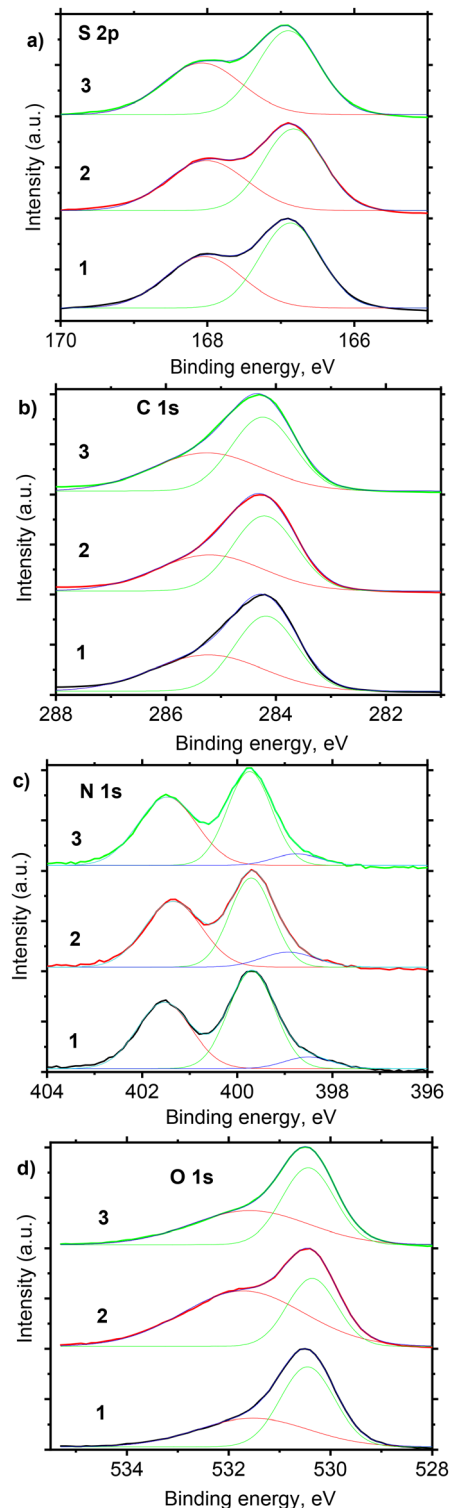 a)
S 2p
3
2
1
Intensity (a.u.)
170 168 166
Binding energy, eV
b)
C 1s
3
2
1
Intensity (a.u.)
288 286 284 282
Binding energy, eV
c)
N 1s
3
2
1
Intensity (a.u.)
404 402 400 398 396
Binding energy, eV
d)
O 1s
3
2
1
Intensity (a.u.)
534 532 530 528
Binding energy, eV